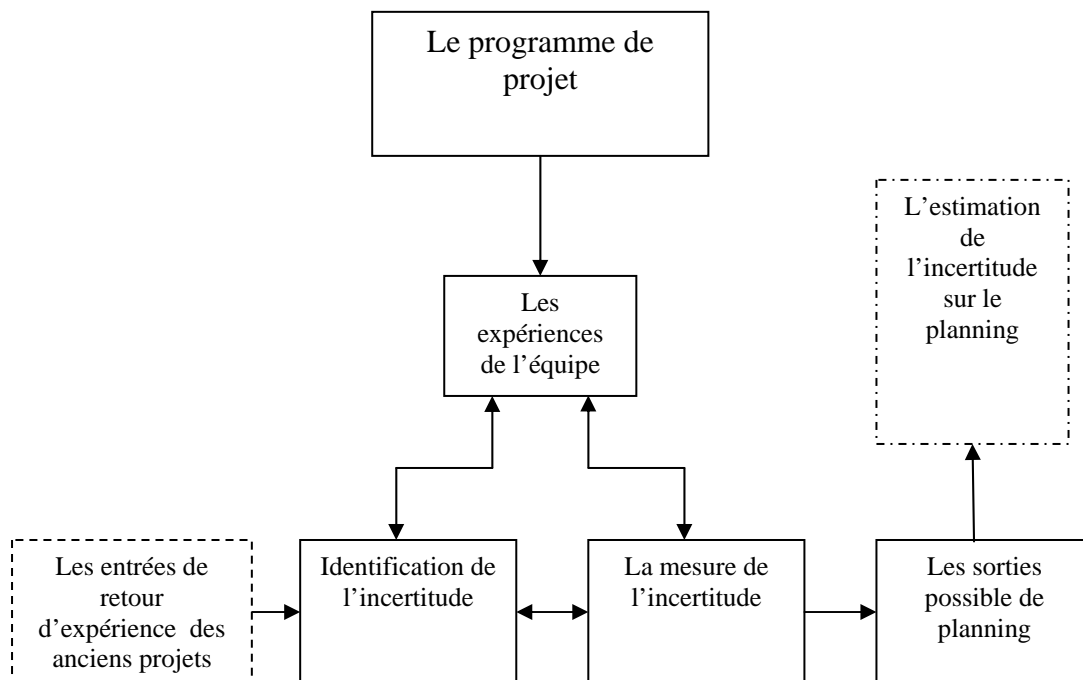 Le programme de
projet
L’estimation
de
l’incertitude
sur le
planning
Les
expériences
de l’équipe
Les entrées de
retour
d’expérience des
anciens projets
Identification de
l’incertitude
La mesure de
l’incertitude
Les sorties
possible de
planning